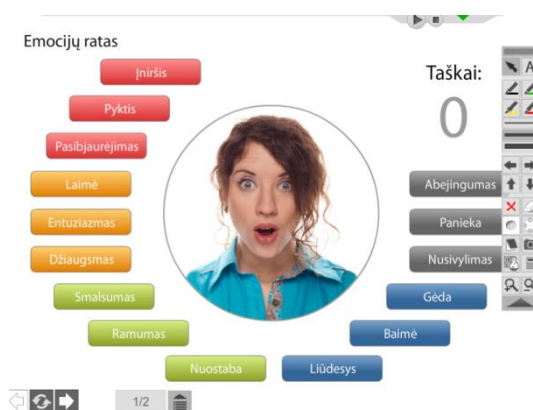 Emocijų ratas
Įniršis
Taškai:
Pyktis
0
Pasibjaurėjimas
Laimė
Abejingumas
Entuziazmas
Panieka
Džiaugsmas
Nusivylimas
Smalsumas
Gėda
Ramumas
Baimė
Nuostaba
Liūdesys
1/2
A